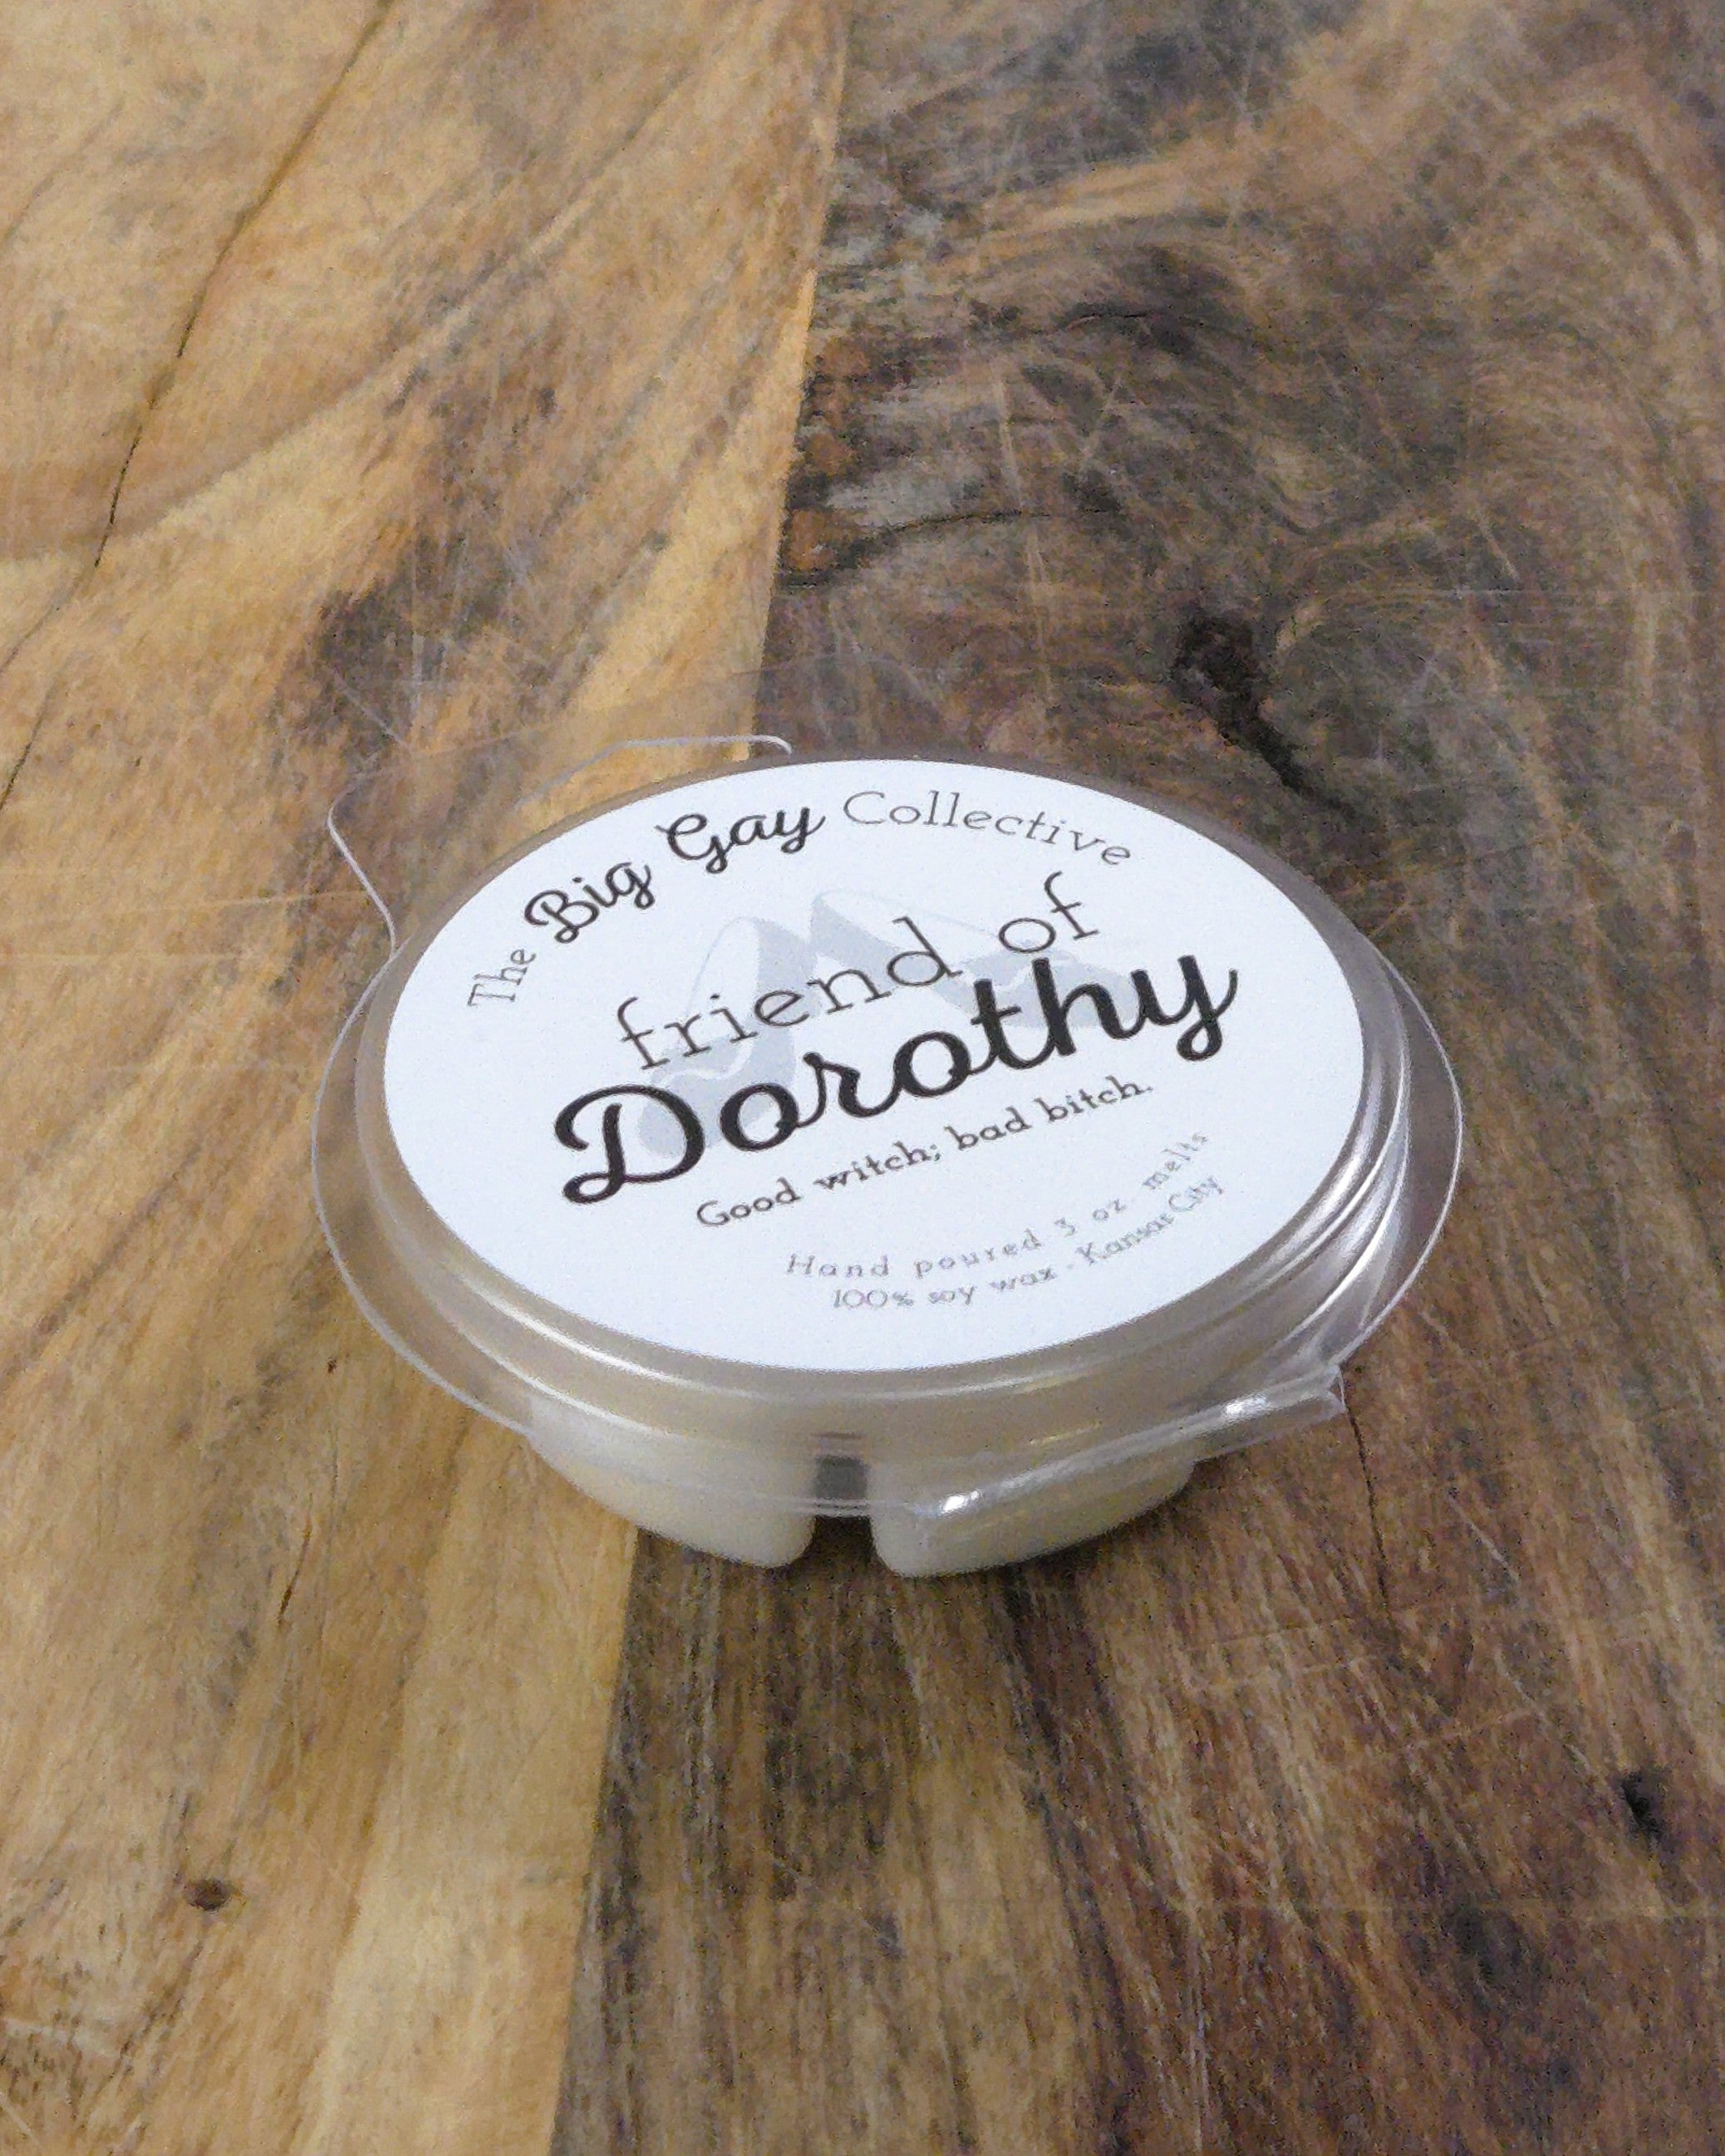 The Big Gay Collective
friend of
Dorothy
Good witch; bad bitch.
Hand poured 3 oz. melts
100% soy wax - Kansas City